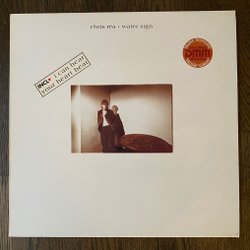 chris rea • water sign
INCL.
i can hear
your heart beat
DMM